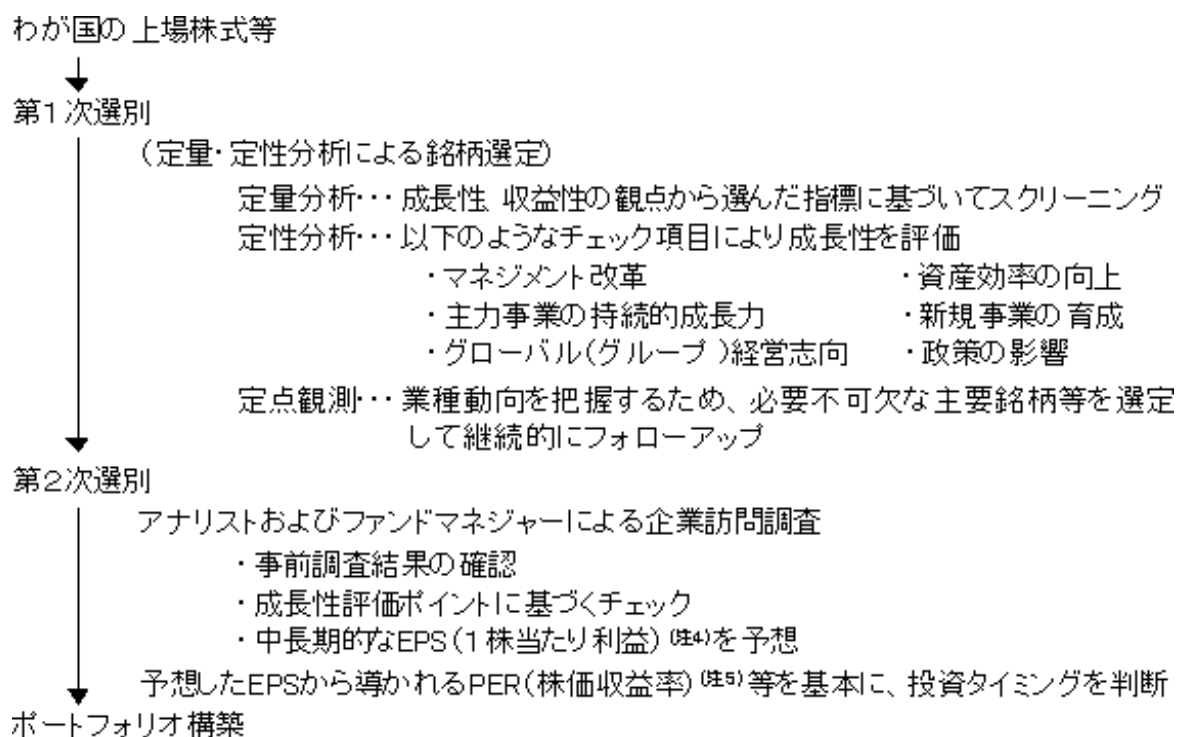 わが国の上場株式等
第1次選別
（定量・定性分析による銘柄選定）
定量分析・・・成長性、収益性の観点から選んだ指標に基づいてスクリーニング
定性分析・・・以下のようなチェック項目により成長性を評価
・マネジメント改革 ・資産効率の向上
・主力事業の持続的成長力 ・新規事業の育成
・グローバル(グループ)経営志向 ・政策の影響
定点観測・・・業種動向を把握するため、必要不可欠な主要銘柄等を選定
して継続的にフォローアップ
第2次選別
アナリストおよびファンドマネジャーによる企業訪問調査
・事前調査結果の確認
・成長性評価ポイントに基づくチェック
・中長期的なEPS(1株当たり利益)(注4)を予想
予想したEPSから導かれるPER(株価収益率)(注5)等を基本に、投資タイミングを判断
ポートフォリオ構築